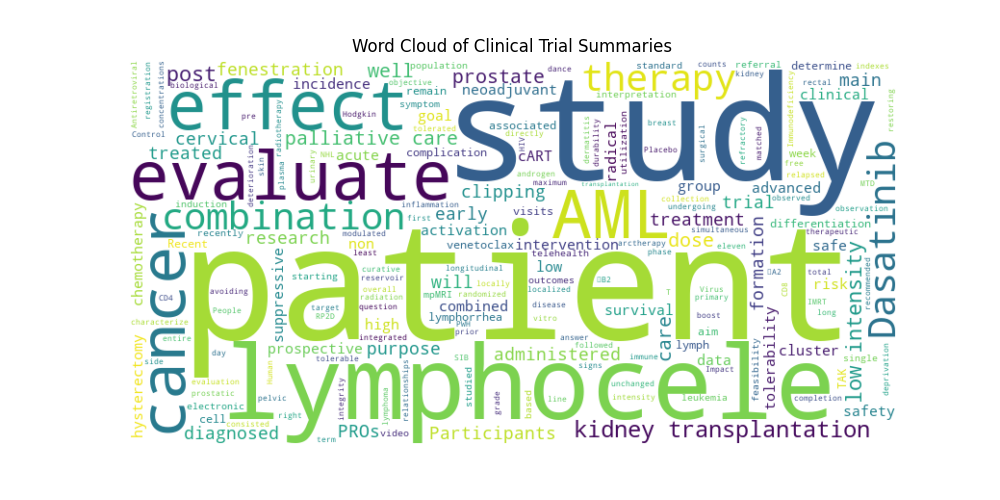 Word Cloud of Clinical Trial Summaries
post
fenestration
well
population
prostate
therapy
standard
referral
determine
indexes
Antiretroviral
registration
concentrations
biological
effect
incidence
objective
remain
symptom
neoadjuvant
dance
study
interpretation
counts
kidney
rectal
main
clinical
observation
restoring
Immunodeficiency
Control
pre
Hodgkin
goal
tolerated
associated
directly
HIV
dermatitis
durability
utilization
radical
breast
Placebo
surgical
refractory
matched
week
free
relapsed
MTD
cervical
treated
palliative care
acute
complication
cART
androgen
maximum
transplantation
group
advanced
undergoing
collection
observed
evaluate
deterioration
skin
plasma
radiotherapy
NHL
urinary
clipping
AML
trial
treatment
differentiation
therapeutic
combination
induction
inflammation
first
early
visits
modulated
activation
recently
Recent
research
non
least
venetoclax
intervention
telehealth
arctherapy
phase
dose
simultaneous
eleven
safe
Dasatinib
chemotherapy
cancer
CD4
avoiding
People
patient
suppressive
starting
curative
reservoir
overall
radiation
question
target
RP2D
integrated
tolerable
will
mpMRI
longitudinal
locally
randomized
low
outcomes
localized
disease
vitro
combined
lymphorrhea
PWH
prior
high
survival
T
Virus
primary
boost
aim
formation
CD8
IMRT
total
long
risk
recommended
low intensity
characterize
entire
hysterectomy
side
day
prospective
purpose
SIB
answer
followed
immune
signs
administered
care
lymph
data
Impact
feasibility
tolerability
cluster
single
TAK
deprivation
evaluation
prostatic
Human
pelvic
lymphocele
lymphoma
integrity
relationships
studied
grade
based
line
leukemia
unchanged
intensity
completion
safety
electronic
cell
consisted
diagnosed
term
right
PROs
video
Participants
kidney transplantation